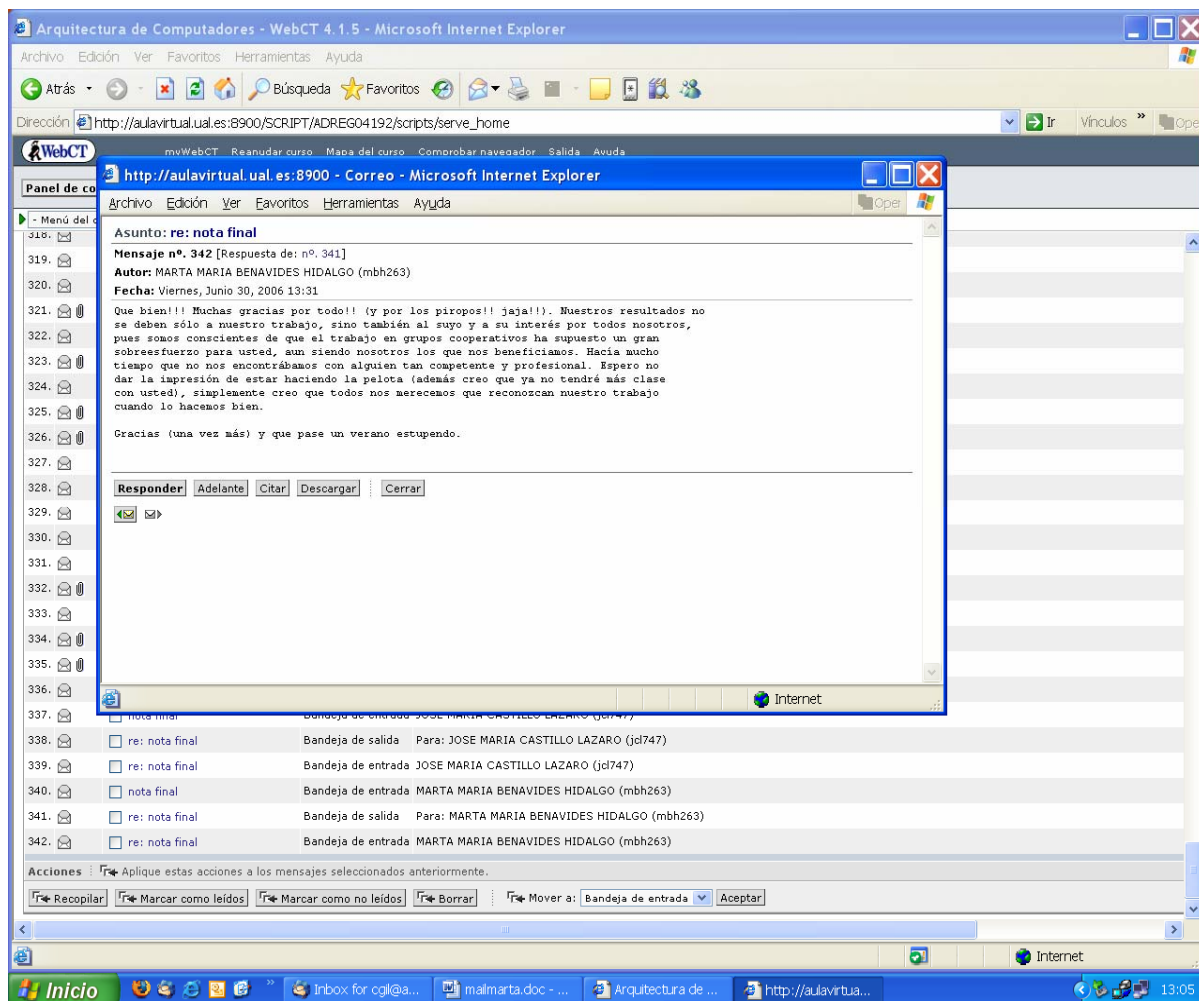 Arquitectura de Computadores - WebCT 4.1.5 - Microsoft Internet Explorer
Archivo Edición Ver Favoritos Herramientas Ayuda
Atrás Búsqueda Favoritos
Dirección http://aulavirtual.ual.es:8900/SCRIPT/ADREG04192/scripts/serve_home Ir Vínculos
WebCT myWebCT Reanudar curso Mapa del curso Comprobar navegador Salida Ayuda
Panel de co
- Menú del c
http://aulavirtual.ual.es:8900 - Correo - Microsoft Internet Explorer
Archivo Edición Ver Favoritos Herramientas Ayuda
Asunto: re: nota final
Mensaje nº. 342 [Respuesta de: nº. 341]
Autor: MARTA MARIA BENAVIDES HIDALGO (mbh263)
Fecha: Viernes, Junio 30, 2006 13:31
Que bien!!! Muchas gracias por todo!! (y por los piropos!! jaja!!). Nuestros resultados no
se deben sólo a nuestro trabajo, sino también al suyo y a su interés por todos nosotros,
pues somos conscientes de que el trabajo en grupos cooperativos ha supuesto un gran
sobreesfuerzo para usted, aun siendo nosotros los que nos beneficiamos. Hacía mucho
tiempo que no nos encontrábamos con alguien tan competente y profesional. Espero no
dar la impresión de estar haciendo la pelota (además creo que ya no tendré más clase
con usted), simplemente creo que todos nos merecemos que reconozcan nuestro trabajo
cuando lo hacemos bien.
Gracias (una vez más) y que pase un verano estupendo.
Responder Adelante Citar Descargar Cerrar
Internet
318.
319.
320.
321.
322.
323.
324.
325.
326.
327.
328.
329.
330.
331.
332.
333.
334.
335.
336.
337. nota final Bandeja de entrada JOSE MARIA CASTILLO LAZARO (jcl747)
338. re: nota final Bandeja de salida Para: JOSE MARIA CASTILLO LAZARO (jcl747)
339. re: nota final Bandeja de entrada JOSE MARIA CASTILLO LAZARO (jcl747)
340. nota final Bandeja de entrada MARTA MARIA BENAVIDES HIDALGO (mbh263)
341. re: nota final Bandeja de salida Para: MARTA MARIA BENAVIDES HIDALGO (mbh263)
342. re: nota final Bandeja de entrada MARTA MARIA BENAVIDES HIDALGO (mbh263)
Acciones Aplique estas acciones a los mensajes seleccionados anteriormente.
Recopilar Marcar como leídos Marcar como no leídos Borrar Mover a: Bandeja de entrada Aceptar
Internet
Inicio Inbox for cgil@a... mailmarta.doc - ... Arquitectura de ... http://aulavirtua... 13:05